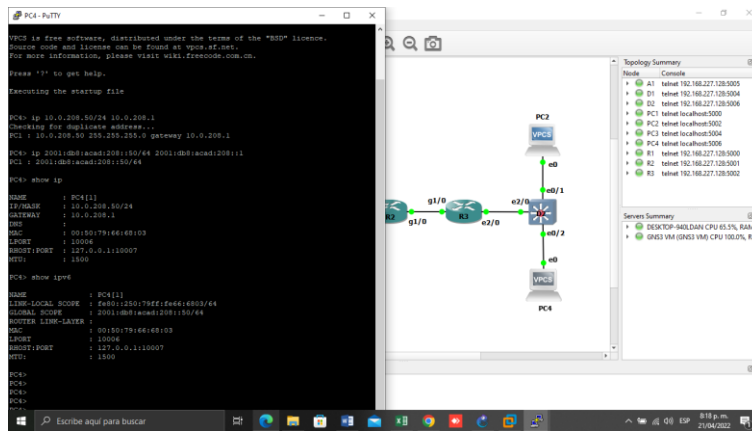 PC4 - PuTTY
VPCS is free software, distributed under the terms of the "BSD" licence.
Source code and license can be found at vpcs.sf.net.
For more information, please visit wiki.freecode.com.cn.
Press '?' to get help.
Executing the startup file
PC4> ip 10.0.208.50/24 10.0.208.1
Checking for duplicate address...
PC1 : 10.0.208.50 255.255.255.0 gateway 10.0.208.1
PC4> ip 2001:db8:acad:208::50/64 2001:db8:acad:208::1
PC1 : 2001:db8:acad:208::50/64
PC4> show ip
NAME : PC4[1]
IP/MASK : 10.0.208.50/24
GATEWAY : 10.0.208.1
DNS :
MAC : 00:50:79:66:68:03
LPORT : 10006
RHOST:PORT : 127.0.0.1:10007
MTU: : 1500
PC4> show ipv6
NAME : PC4[1]
LINK-LOCAL SCOPE : fe80::250:79ff:fe66:6803/64
GLOBAL SCOPE : 2001:db8:acad:208::50/64
ROUTER LINK-LAYER :
MAC : 00:50:79:66:68:03
LPORT : 10006
RHOST:PORT : 127.0.0.1:10007
MTU: : 1500
PC4>
PC4>
PC4>
PC4>
PC4>
PC2
VPCS
e0
e0/1
g1/0
e2/0
R2
R3
g1/0
e2/0
e0/2
e0
VPCS
PC4
Topology Summary
Node Console
A1 telnet 192.168.227.128:5005
D1 telnet 192.168.227.128:5004
D2 telnet 192.168.227.128:5006
PC1 telnet localhost:5000
PC2 telnet localhost:5002
PC3 telnet localhost:5004
PC4 telnet localhost:5006
R1 telnet 192.168.227.128:5000
R2 telnet 192.168.227.128:5001
R3 telnet 192.168.227.128:5002
Servers Summary
DESKTOP-940LDAN CPU 65.5%, RAM
GNS3 VM (GNS3 VM) CPU 100.0%, R
Escribe aquí para buscar
ESP
8:18 p. m.
21/04/2022